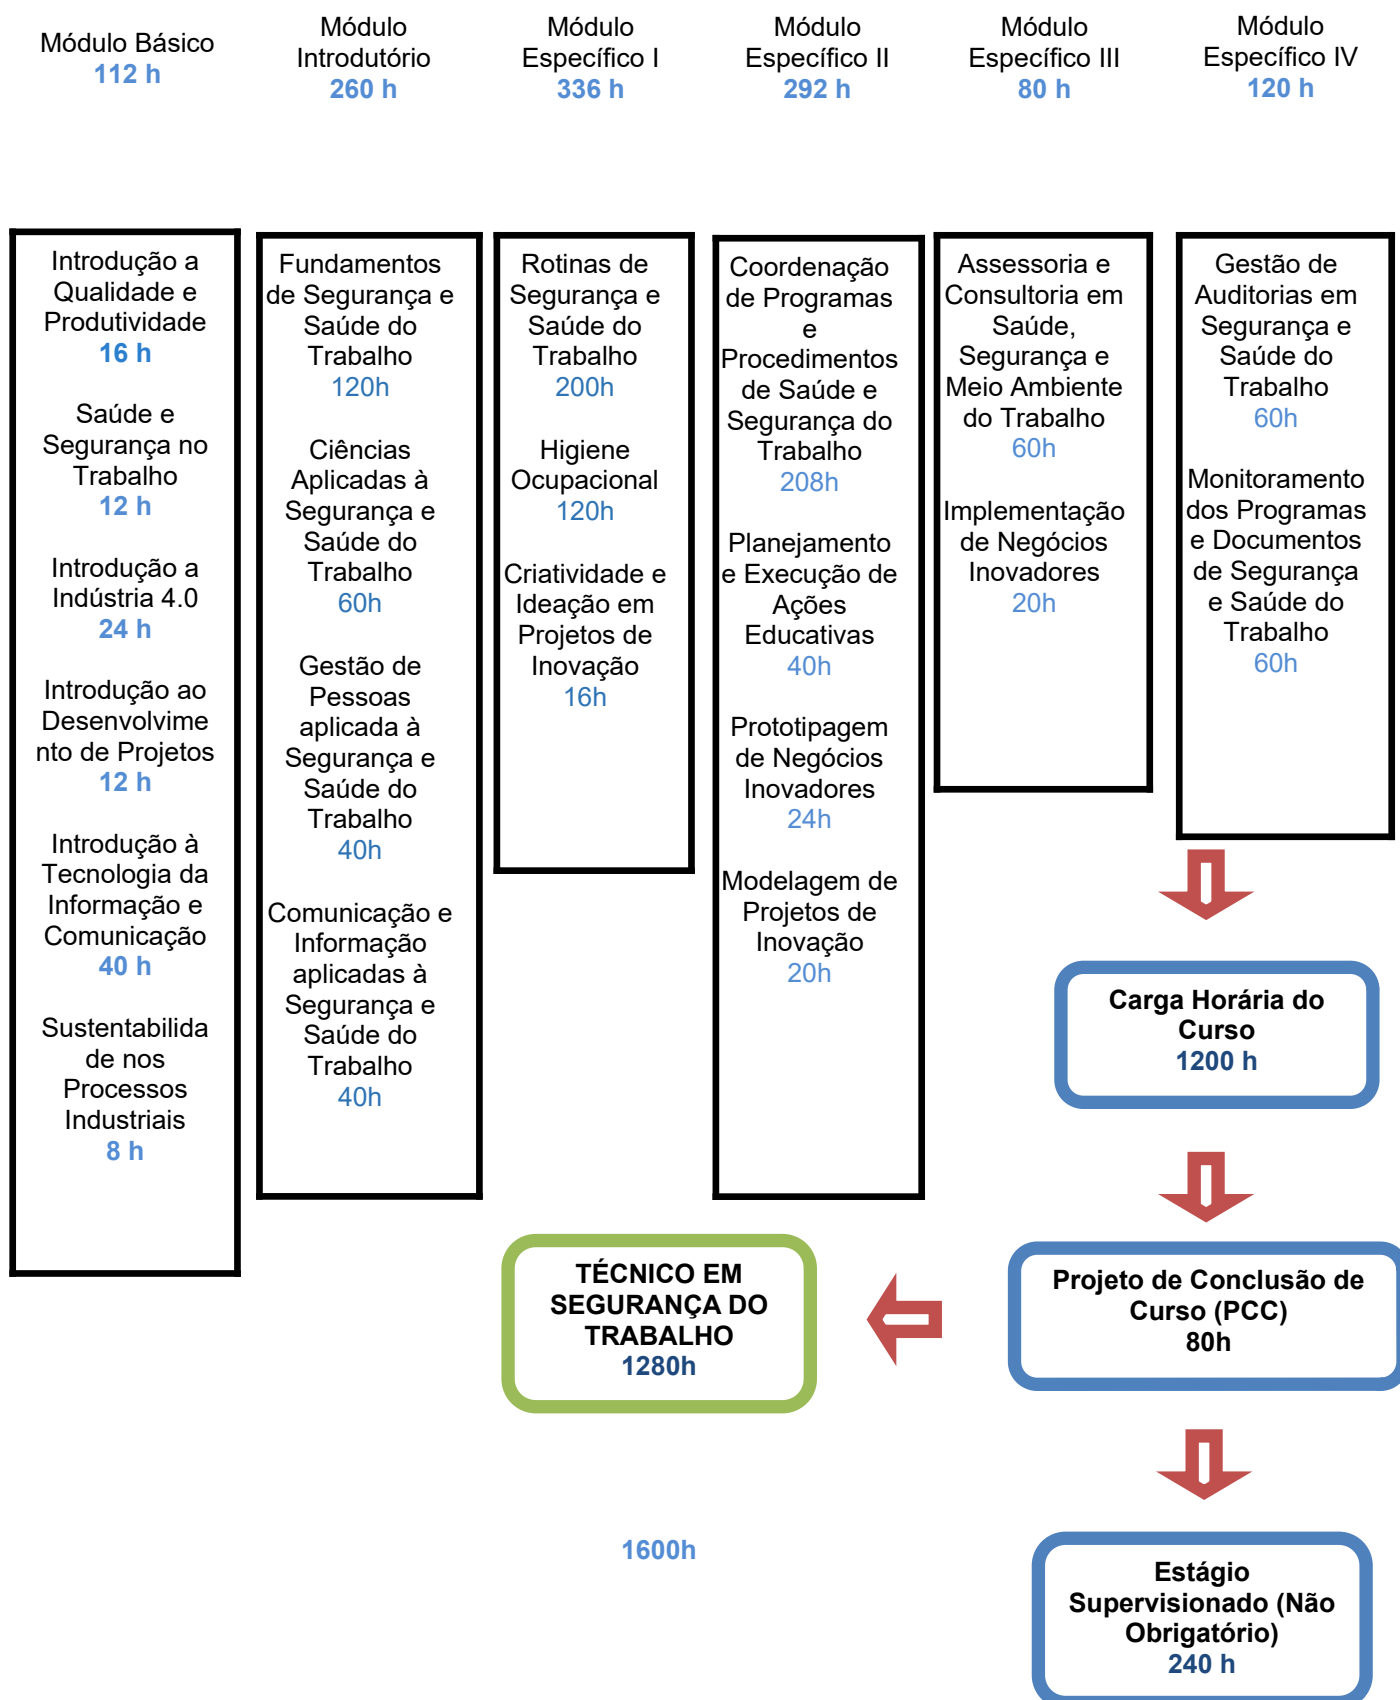 Módulo Básico
112 h
Módulo
Introdutório
260 h
Módulo
Específico I
336 h
Módulo
Específico II
292 h
Módulo
Específico III
80 h
Módulo
Específico IV
120 h
Introdução a
Qualidade e
Produtividade
16 h
Saúde e
Segurança no
Trabalho
12 h
Introdução a
Indústria 4.0
24 h
Introdução ao
Desenvolvime
nto de Projetos
12 h
Introdução à
Tecnologia da
Informação e
Comunicação
40 h
Sustentabilida
de nos
Processos
Industriais
8 h
Fundamentos
de Segurança e
Saúde do
Trabalho
120h
Ciências
Aplicadas à
Segurança e
Saúde do
Trabalho
60h
Gestão de
Pessoas
aplicada à
Segurança e
Saúde do
Trabalho
40h
Comunicação e
Informação
aplicadas à
Segurança e
Saúde do
Trabalho
40h
Rotinas de
Segurança e
Saúde do
Trabalho
200h
Higiene
Ocupacional
120h
Criatividade e
Ideação em
Projetos de
Inovação
16h
Coordenação
de Programas
e
Procedimentos
de Saúde e
Segurança do
Trabalho
208h
Planejamento
e Execução de
Ações
Educativas
40h
Prototipagem
de Negócios
Inovadores
24h
Modelagem de
Projetos de
Inovação
20h
Assessoria e
Consultoria em
Saúde,
Segurança e
Meio Ambiente
do Trabalho
60h
Implementação
de Negócios
Inovadores
20h
Gestão de
Auditorias em
Segurança e
Saúde do
Trabalho
60h
Monitoramento
dos Programas
e Documentos
de Segurança
e Saúde do
Trabalho
60h
Carga Horária do
Curso
1200 h
Projeto de Conclusão de
Curso (PCC)
80h
TÉCNICO EM
SEGURANÇA DO
TRABALHO
1280h
1600h
Estágio
Supervisionado (Não
Obrigatório)
240 h